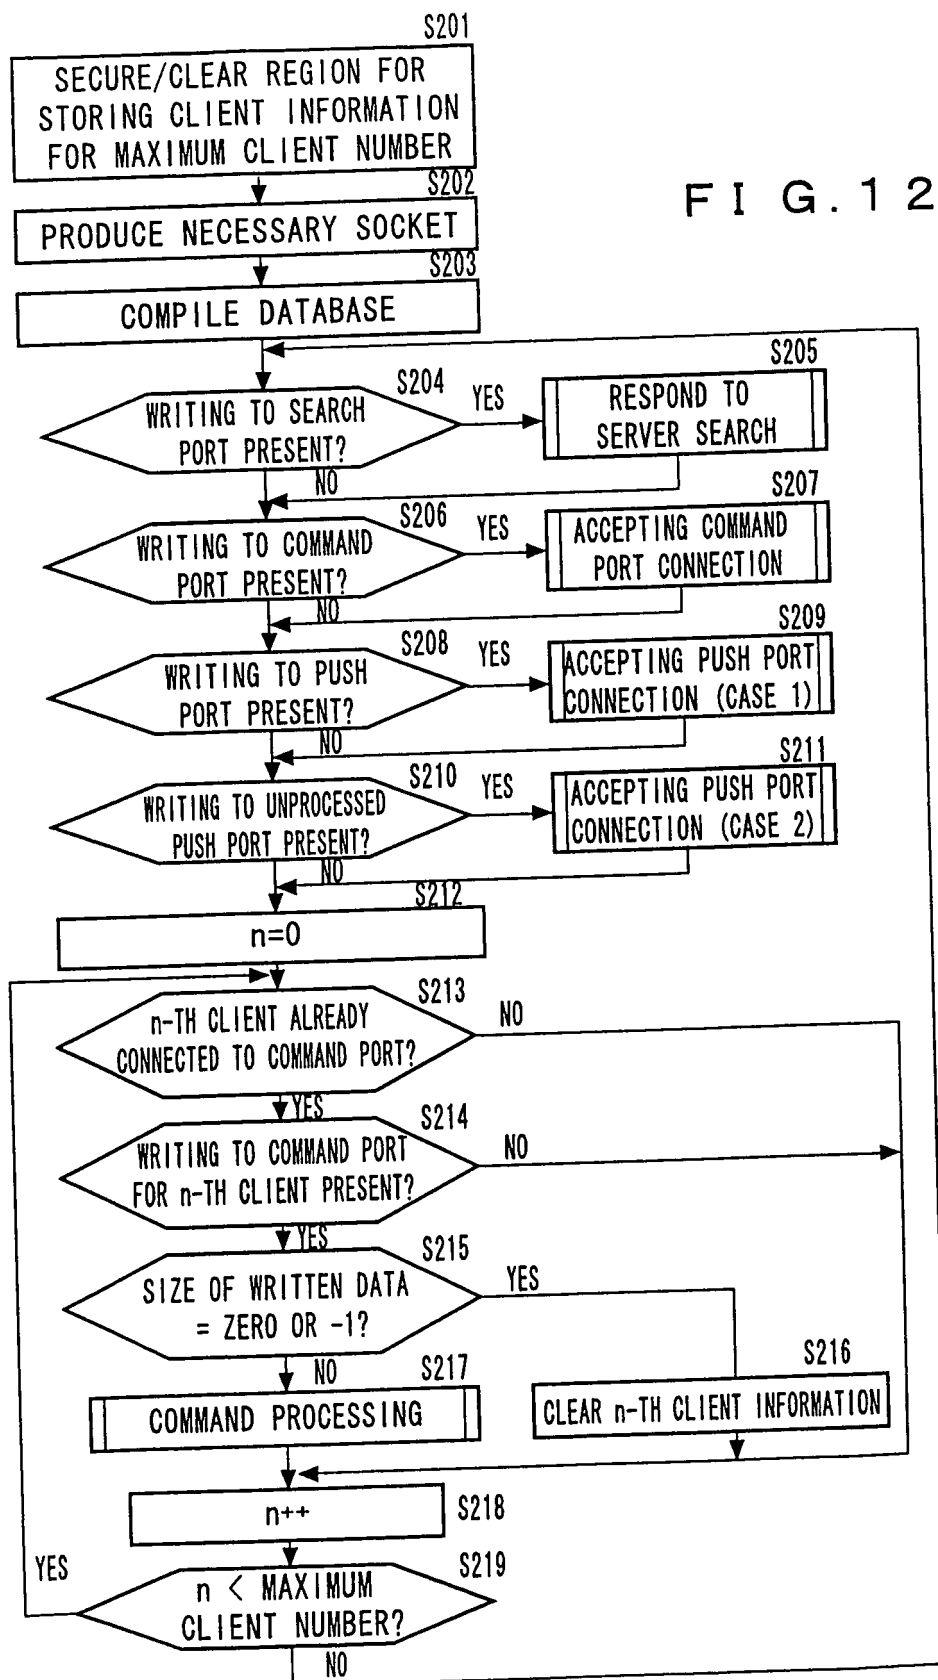 S201
SECURE/CLEAR REGION FOR
STORING CLIENT INFORMATION
FOR MAXIMUM CLIENT NUMBER
S202
FIG.12
PRODUCE NECESSARY SOCKET
S203
COMPILE DATABASE
S204
WRITING TO SEARCH
PORT PRESENT?
YES
S205
RESPOND TO
SERVER SEARCH
NO
S206
WRITING TO COMMAND
PORT PRESENT?
YES
S207
ACCEPTING COMMAND
PORT CONNECTION
NO
S208
WRITING TO PUSH
PORT PRESENT?
YES
S209
ACCEPTING PUSH PORT
CONNECTION (CASE 1)
NO
S210
WRITING TO UNPROCESSED
PUSH PORT PRESENT?
YES
S211
ACCEPTING PUSH PORT
CONNECTION (CASE 2)
NO
S212
n=0
S213
n-TH CLIENT ALREADY
CONNECTED TO COMMAND PORT?
NO
YES
S214
WRITING TO COMMAND PORT
FOR n-TH CLIENT PRESENT?
NO
YES
S215
SIZE OF WRITTEN DATA
= ZERO OR -1?
YES
NO
S216
CLEAR n-TH CLIENT INFORMATION
S217
COMMAND PROCESSING
n++
S218
YES
S219
n < MAXIMUM
CLIENT NUMBER?
NO